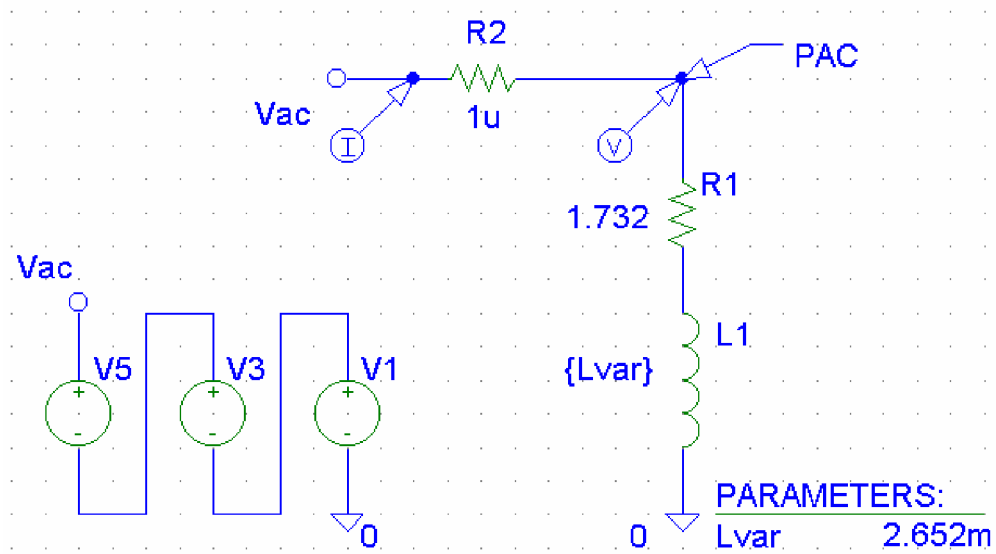 R2
PAC
Vac
1u
I
V
R1
1.732
Vac
L1
V5
V3
V1
{Lvar}
+
+
+
-
-
-
PARAMETERS:
0
0
Lvar 2.652m